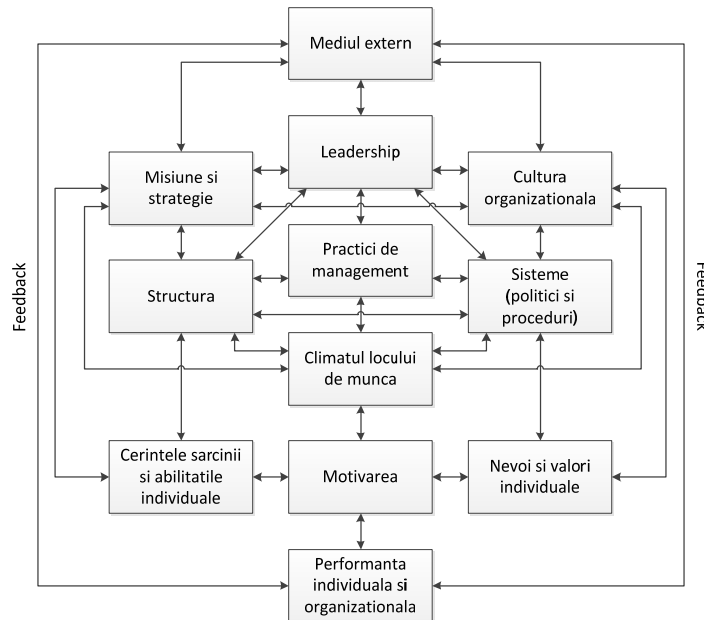 Mediul extern
Leadership
Misiune si
strategie
Cultura
organizationala
Practici de
management
Structura
Sisteme
(politici si
proceduri)
Feedback
Feedback
Climatul locului
de munca
Cerintele sarcinii
si abilitatile
individuale
Motivarea
Nevoi si valori
individuale
Performanta
individuala si
organizationala